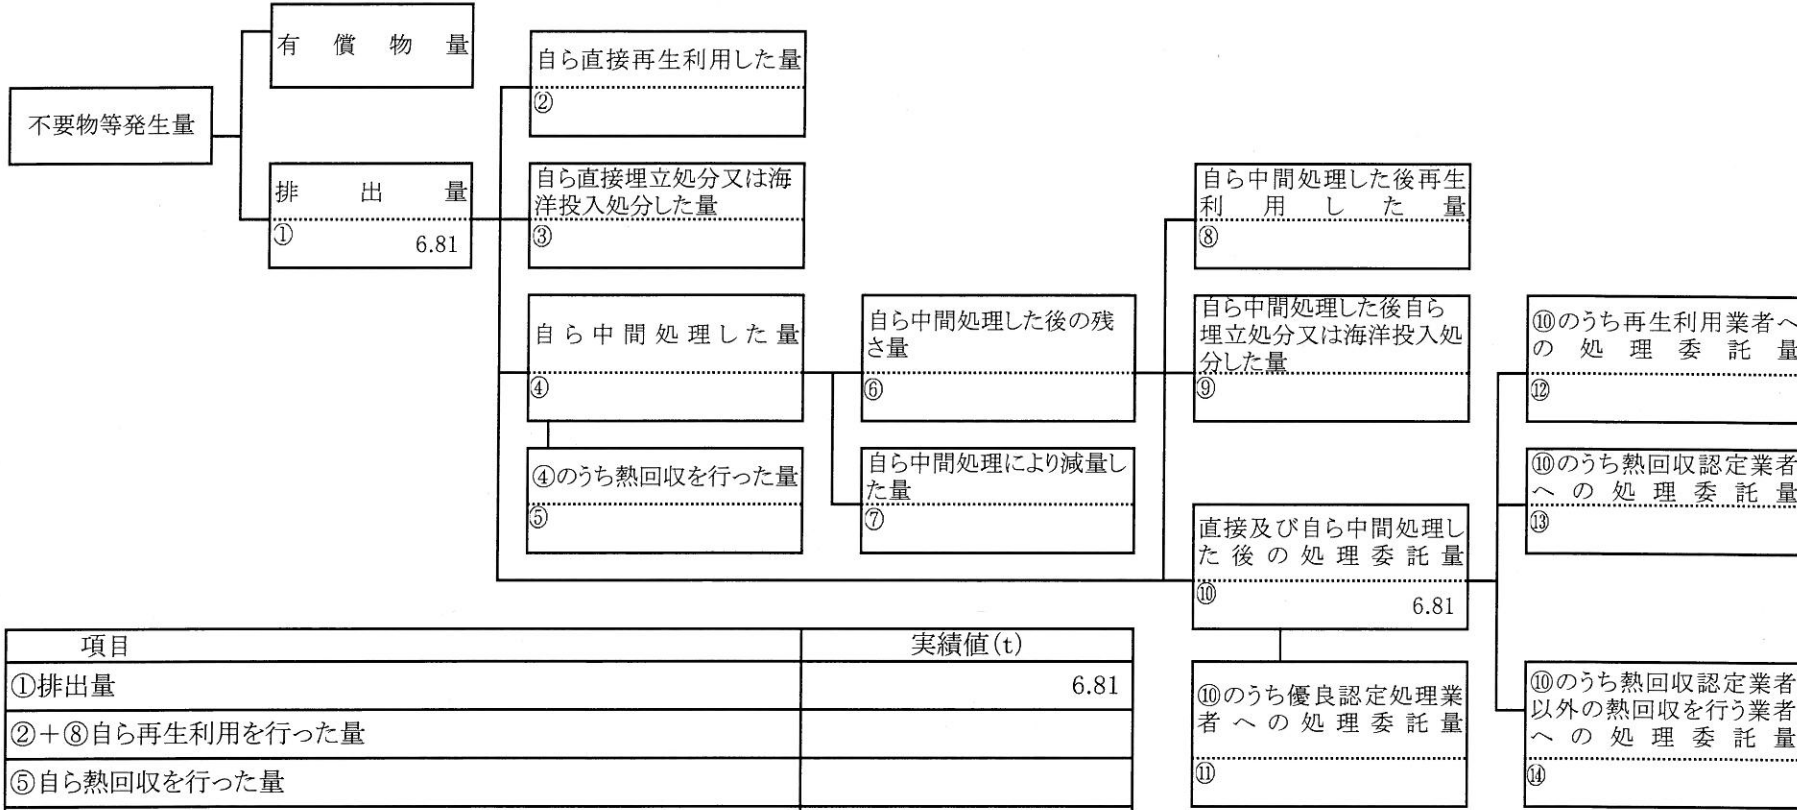 有償物量
不要物等発生量
排出量
①
6.81
自ら直接再生利用した量
②
自ら直接埋立処分又は海
洋投入処分した量
③
自ら中間処理した量
④
④のうち熱回収を行った量
⑤
自ら中間処理した後の残
さ量
⑥
自ら中間処理により減量し
た量
⑦
自ら中間処理した後再生
利用した量
⑧
自ら中間処理した後自ら
埋立処分又は海洋投入処
分した量
⑨
直接及び自ら中間処理し
た後の処理委託量
⑩
6.81
⑩のうち優良認定処理業
者への処理委託量
⑪
⑩のうち再生利用業者へ
の処理委託量
⑫
⑩のうち熱回収認定業者
への処理委託量
⑬
⑩のうち熱回収認定業者
以外の熱回収を行う業者
への処理委託量
⑭
項目 実績値(t)
①排出量 6.81
②＋⑧自ら再生利用を行った量
⑤自ら熱回収を行った量